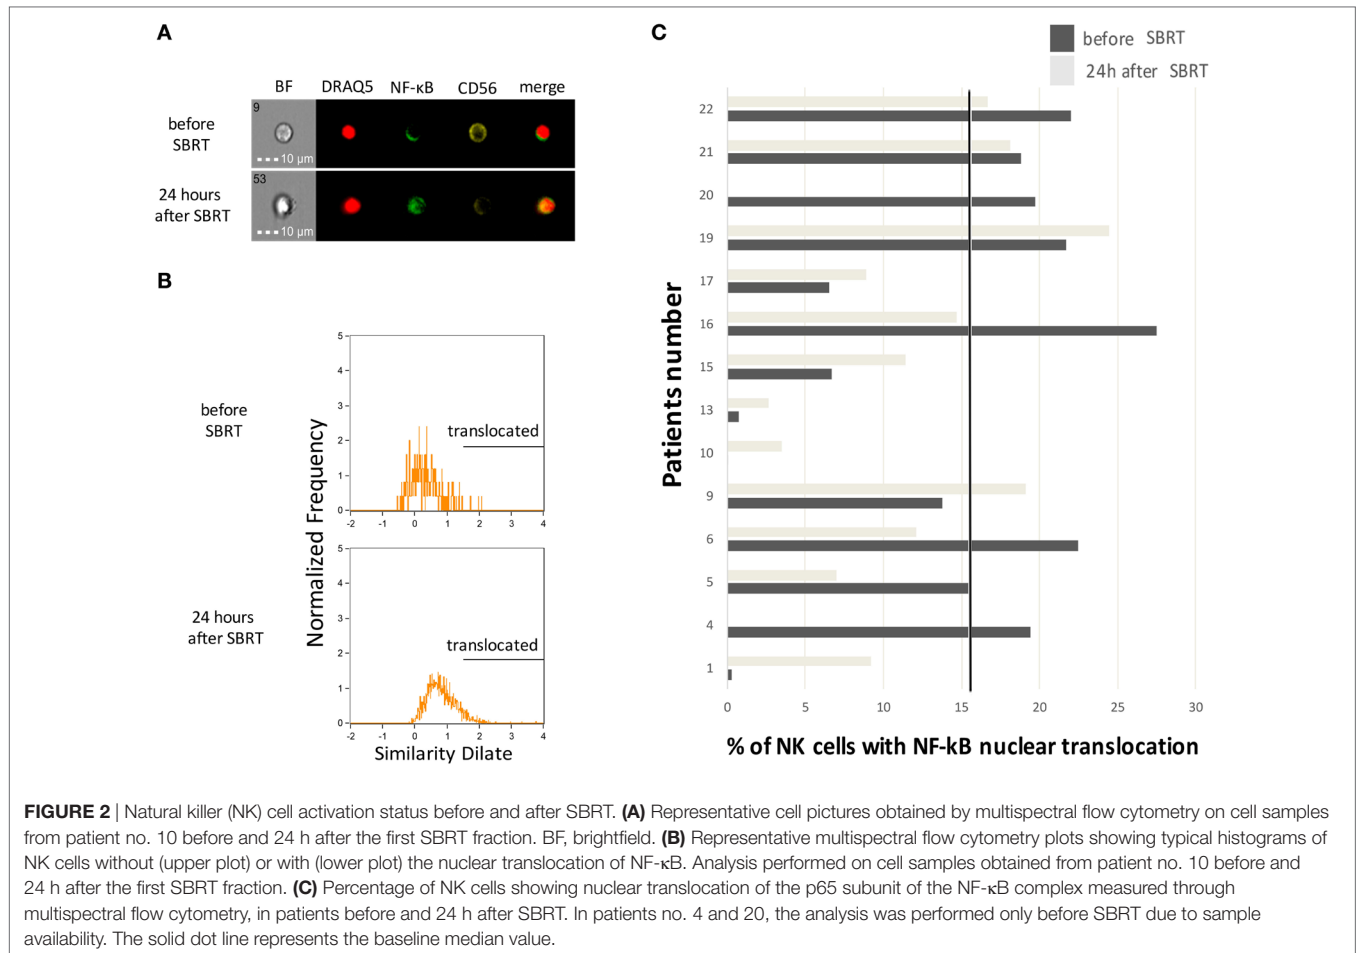 A
BF DRAQ5 NF-κB CD56 merge
before
SBRT
9
10 µm
24 hours
after SBRT
53
10 µm
B
Normalized Frequency
before
SBRT
5
4
3
2
1
0
translocated
-2 -1 0 1 2 3 4
24 hours
after SBRT
5
4
3
2
1
0
translocated
-2 -1 0 1 2 3 4
Similarity Dilate
C
before SBRT
24h after SBRT
Patients number
22
21
20
19
17
16
15
13
10
9
6
5
4
1
0 5 10 15 20 25 30
% of NK cells with NF-kB nuclear translocation
FIGURE 2 | Natural killer (NK) cell activation status before and after SBRT. (A) Representative cell pictures obtained by multispectral flow cytometry on cell samples
from patient no. 10 before and 24 h after the first SBRT fraction. BF, brightfield. (B) Representative multispectral flow cytometry plots showing typical histograms of
NK cells without (upper plot) or with (lower plot) the nuclear translocation of NF-κB. Analysis performed on cell samples obtained from patient no. 10 before and
24 h after the first SBRT fraction. (C) Percentage of NK cells showing nuclear translocation of the p65 subunit of the NF-κB complex measured through
multispectral flow cytometry, in patients before and 24 h after SBRT. In patients no. 4 and 20, the analysis was performed only before SBRT due to sample
availability. The solid dot line represents the baseline median value.